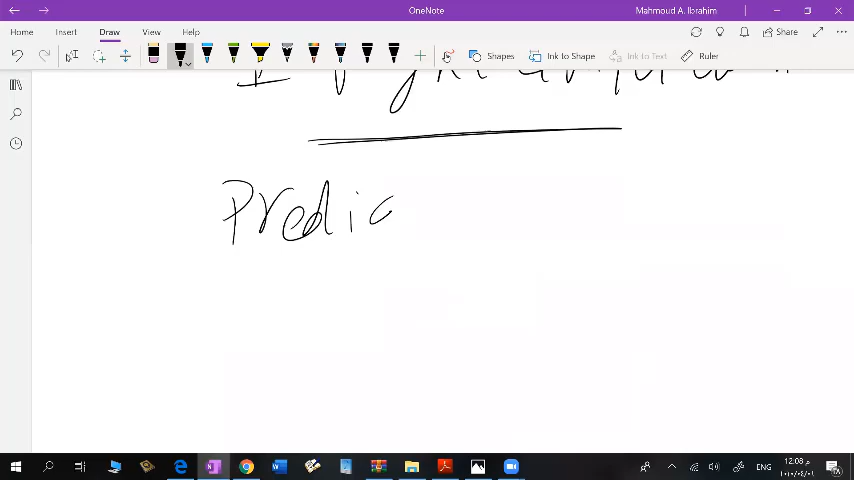 OneNote
Mahmoud A. Ibrahim
Home Insert Draw View Help
Share
Shapes Ink to Shape Ink to Text Ruler
Predic
ENG
12:08 م